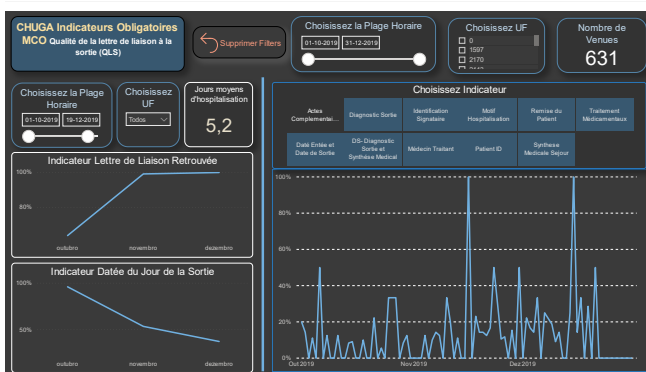 CHUGA Indicateurs Obligatoires
MCO Qualité de la lettre de liaison à la
sortie (QLS)
Supprimer Filters
Choisissez la Plage Horaire
01-10-2019 31-12-2019
Choisissez UF
0
1597
2170
Nombre de
Venues
631
Choisissez la Plage
Horaire
01-10-2019 19-12-2019
Choisissez
UF
Todos
Jours moyens
d'hospitalisation
5,2
Choisissez Indicateur
Actes
Complementai...
Diagnostic Sortie
Identification
Signataire
Motif
Hospitalisation
Remise du
Patient
Traitement
Médicamentaux
Daté Entée et
Date de Sortie
DS- Diagnostic
Sortie et
Synthèse Medical
Médecin Traitant
Patient ID
Synthese
Medicale Sejour
Indicateur Lettre de Liaison Retrouvée
100%
80%
outubro novembro dezembro
Indicateur Datée du Jour de la Sortie
100%
50%
outubro novembro dezembro
100%
80%
60%
40%
20%
0%
Out 2019 Nov 2019 Dez 2019